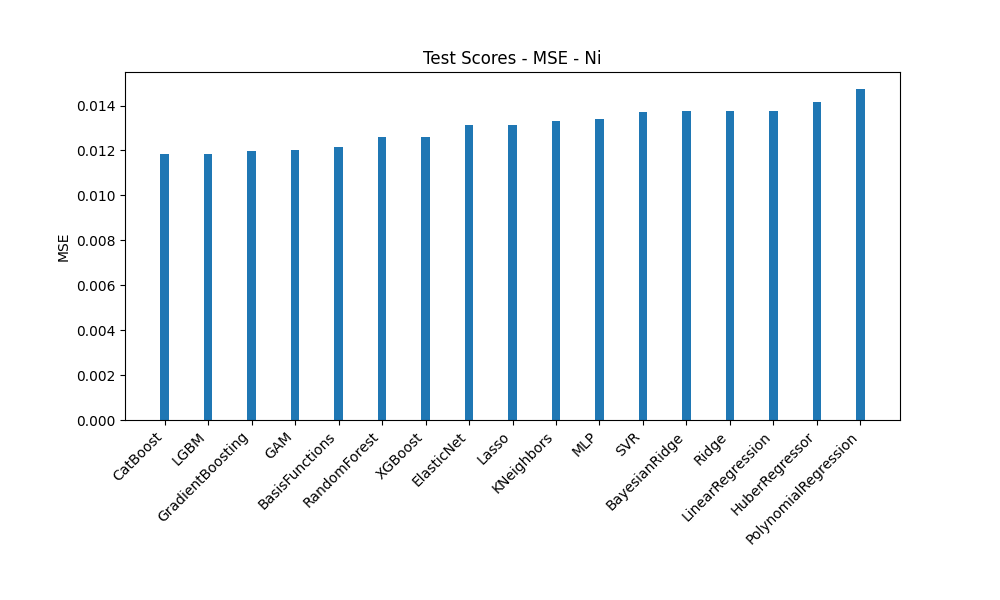 Test Scores - MSE - Ni
MSE
0.014
0.012
0.010
0.008
0.006
0.004
0.002
0.000
CatBoost
LGBM
GradientBoosting
GAM
BasisFunctions
RandomForest
XGBoost
ElasticNet
Lasso
KNeighbors
MLP
SVR
BayesianRidge
Ridge
LinearRegression
HuberRegressor
PolynomialRegression